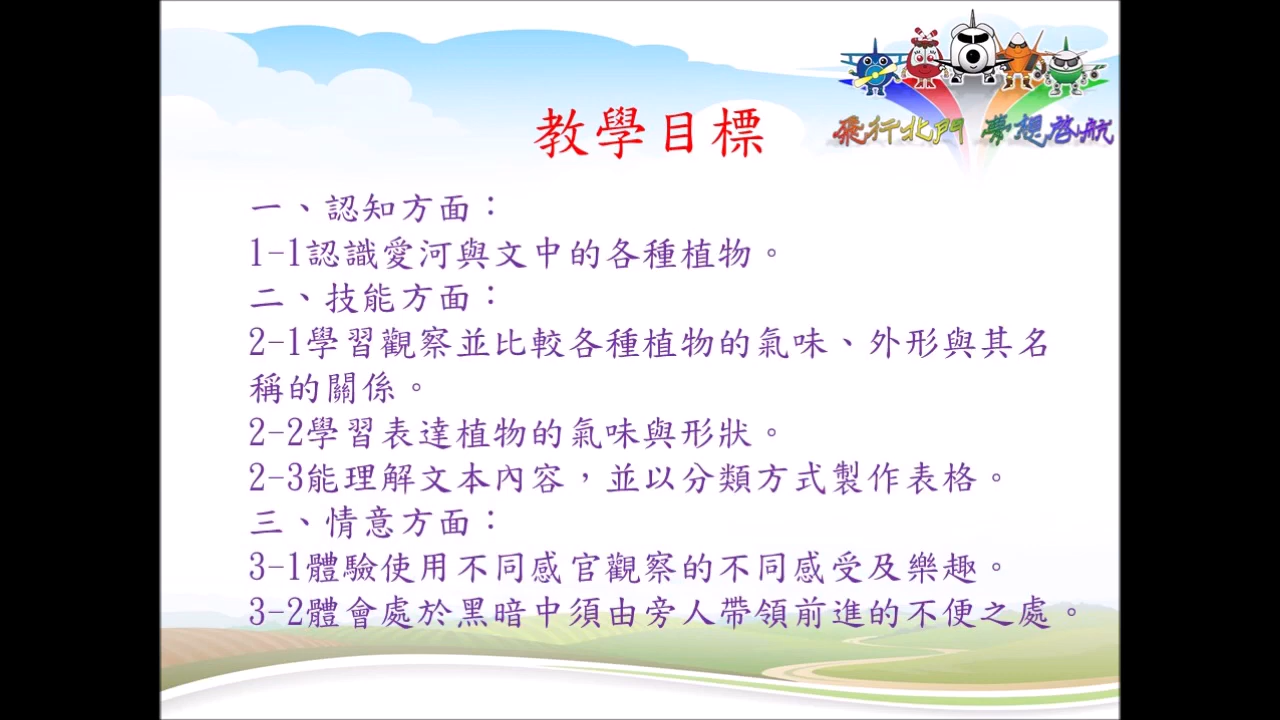 飛行北門 夢想啓航
教學目標
一、認知方面：
1-1認識愛河與文中的各種植物。
二、技能方面：
2-1學習觀察並比較各種植物的氣味、外形與其名
稱的關係。
2-2學習表達植物的氣味與形狀。
2-3能理解文本內容，並以分類方式製作表格。
三、情意方面：
3-1體驗使用不同感官觀察的不同感受及樂趣。
3-2體會處於黑暗中須由旁人帶領前進的不便之處。